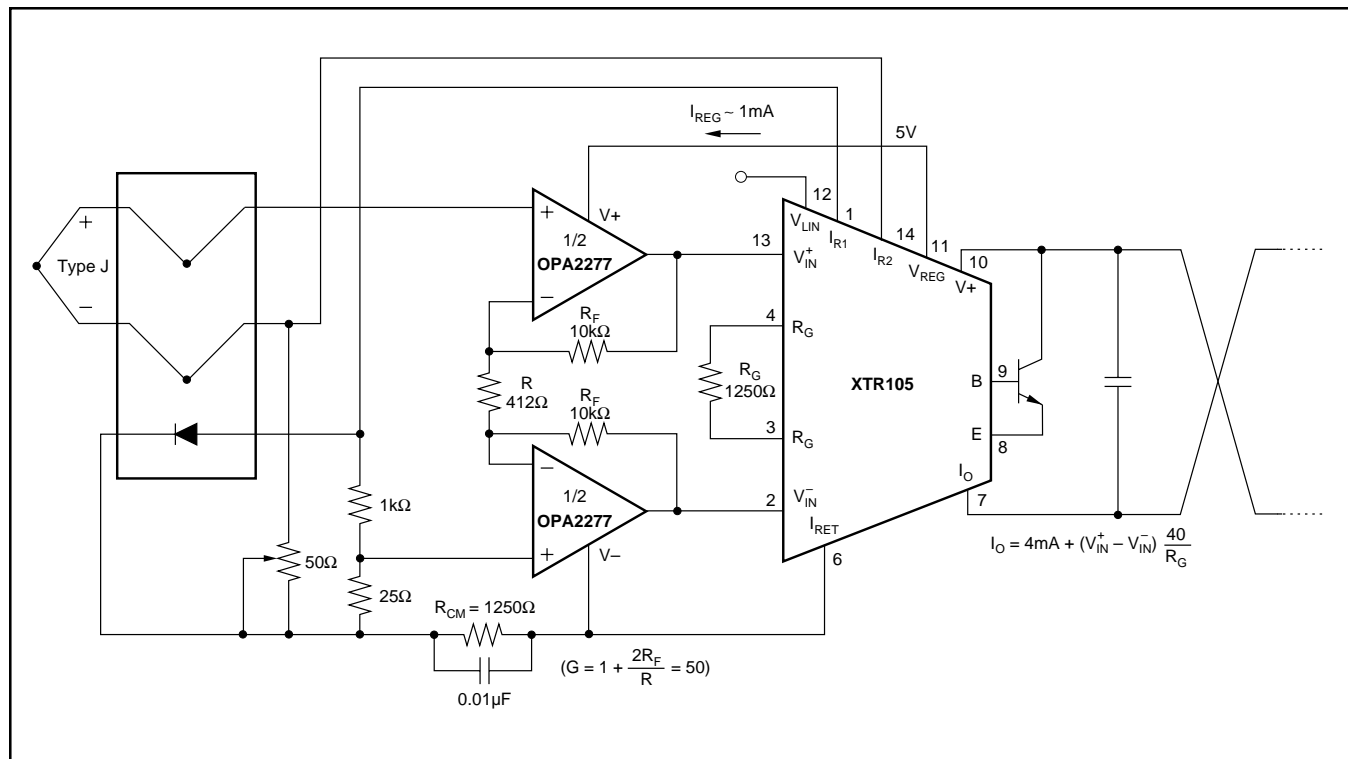 I_REG ~ 1mA
5V
Type J
+
–
+
1/2
OPA2277
–
V+
R_F
10kΩ
R
412Ω
R_F
10kΩ
–
1/2
OPA2277
+
V–
1kΩ
25Ω
50Ω
R_CM = 1250Ω
0.01µF
(G = 1 + 2R_F / R = 50)
13
4
R_G
1250Ω
3
2
12
V_LIN
1
I_R1
14
I_R2
11
V_REG
10
V+
V_IN^+
R_G
XTR105
R_G
V_IN^–
I_RET
6
B
9
E
8
I_O
7
I_O = 4mA + (V_IN^+ – V_IN^–) 40 / R_G